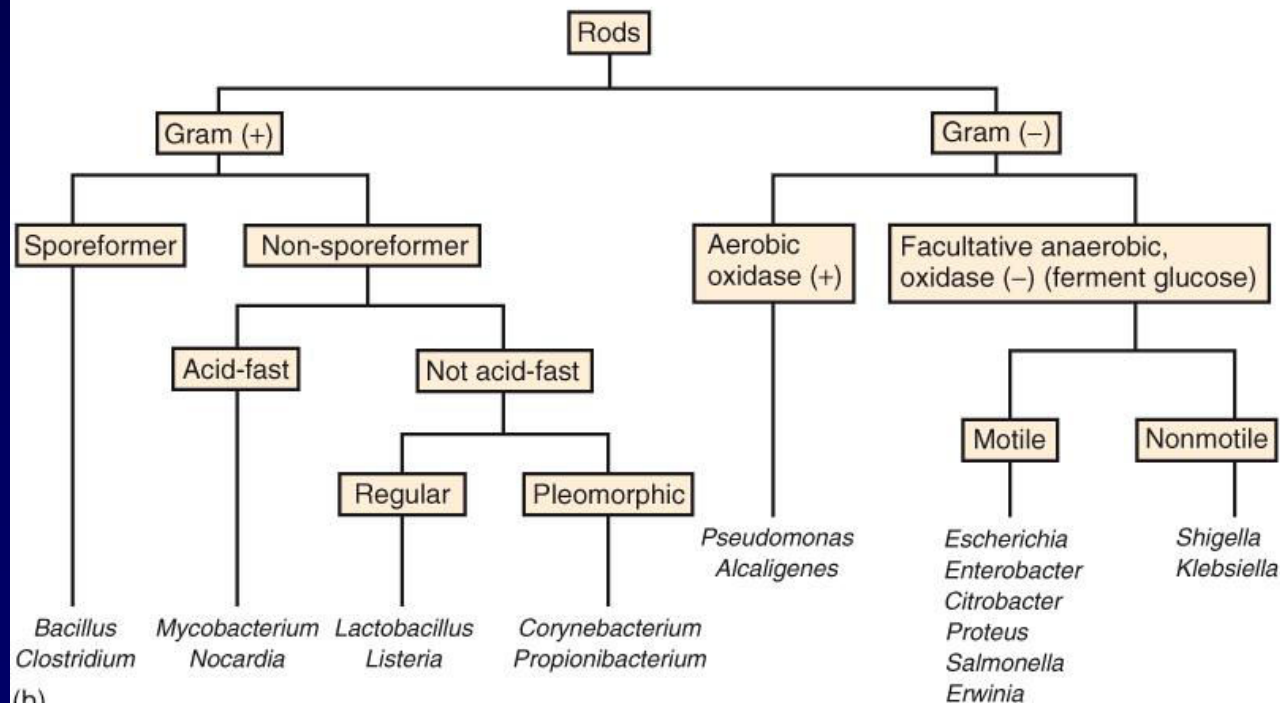 Rods
Gram (+)
Gram (−)
Sporeformer
Non-sporeformer
Aerobic
oxidase (+)
Facultative anaerobic,
oxidase (−) (ferment glucose)
Acid-fast
Not acid-fast
Motile
Nonmotile
Regular
Pleomorphic
Pseudomonas
Alcaligenes
Escherichia
Enterobacter
Citrobacter
Proteus
Salmonella
Erwinia
Shigella
Klebsiella
Bacillus
Clostridium
Mycobacterium
Nocardia
Lactobacillus
Listeria
Corynebacterium
Propionibacterium
(b)